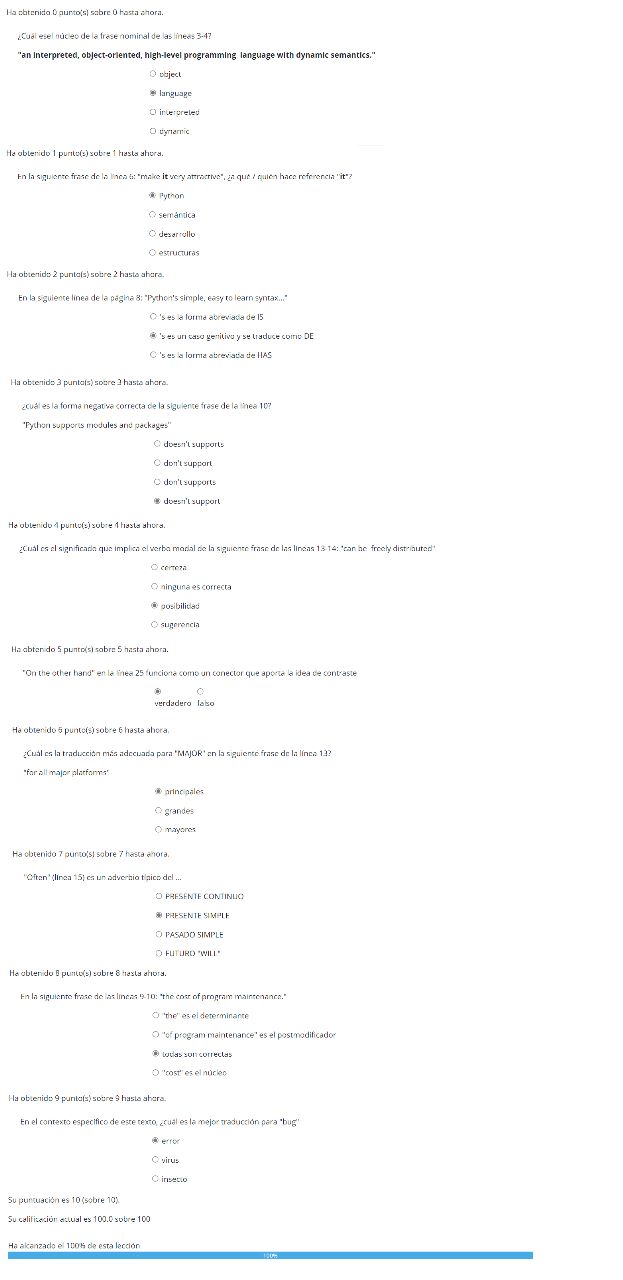 Ha obtenido 0 punto(s) sobre 0 hasta ahora.
¿Cuál esel núcleo de la frase nominal de las líneas 3-4?
"an interpreted, object-oriented, high-level programming language with dynamic semantics."
object
language
interpreted
dynamic
Ha obtenido 1 punto(s) sobre 1 hasta ahora.
En la siguiente frase de la línea 6: "make it very attractive", ¿a qué / quién hace referencia "it"?
Python
semántica
desarrollo
estructuras
Ha obtenido 2 punto(s) sobre 2 hasta ahora.
En la siguiente línea de la página 8: "Python's simple, easy to learn syntax..."
's es la forma abreviada de IS
's es un caso genitivo y se traduce como DE
's es la forma abreviada de HAS
Ha obtenido 3 punto(s) sobre 3 hasta ahora.
¿cuál es la forma negativa correcta de la siguiente frase de la línea 10?
"Python supports modules and packages"
doesn't supports
don't support
don't supports
doesn't support
Ha obtenido 4 punto(s) sobre 4 hasta ahora.
¿Cuál es el significado que implica el verbo modal de la siguiente frase de las líneas 13-14: "can be freely distributed"
certeza
ninguna es correcta
posibilidad
sugerencia
Ha obtenido 5 punto(s) sobre 5 hasta ahora.
"On the other hand" en la línea 25 funciona como un conector que aporta la idea de contraste
verdadero falso
Ha obtenido 6 punto(s) sobre 6 hasta ahora.
¿Cuál es la traducción más adecuada para "MAJOR" en la siguiente frase de la línea 13?
"for all major platforms"
principales
grandes
mayores
Ha obtenido 7 punto(s) sobre 7 hasta ahora.
"Often" (línea 15) es un adverbio típico del ...
PRESENTE CONTINUO
PRESENTE SIMPLE
PASADO SIMPLE
FUTURO "WILL"
Ha obtenido 8 punto(s) sobre 8 hasta ahora.
En la siguiente frase de las líneas 9-10: "the cost of program maintenance."
"the" es el determinante
"of program maintenance" es el postmodificador
todas son correctas
"cost" es el núcleo
Ha obtenido 9 punto(s) sobre 9 hasta ahora.
En el contexto específico de este texto, ¿cuál es la mejor traducción para "bug"
error
virus
insecto
Su puntuación es 10 (sobre 10).
Su calificación actual es 100.0 sobre 100
Ha alcanzado el 100% de esta lección
100%